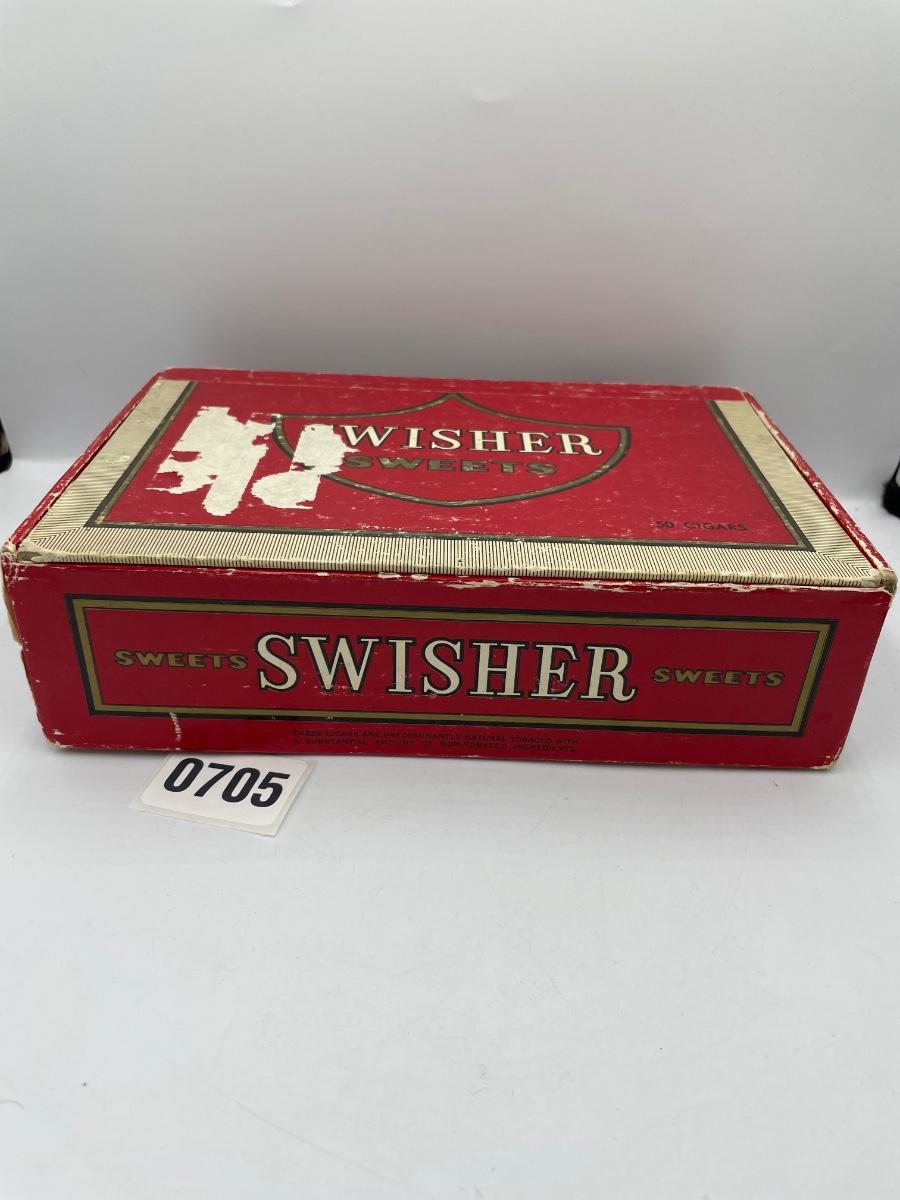 SWISHER
SWEETS
50 CIGARS
SWEETS SWISHER SWEETS
THESE CIGARS ARE PREDOMINANTLY NATURAL TOBACCO WITH
A SUBSTANTIAL AMOUNT OF NON-TOBACCO INGREDIENTS
0705